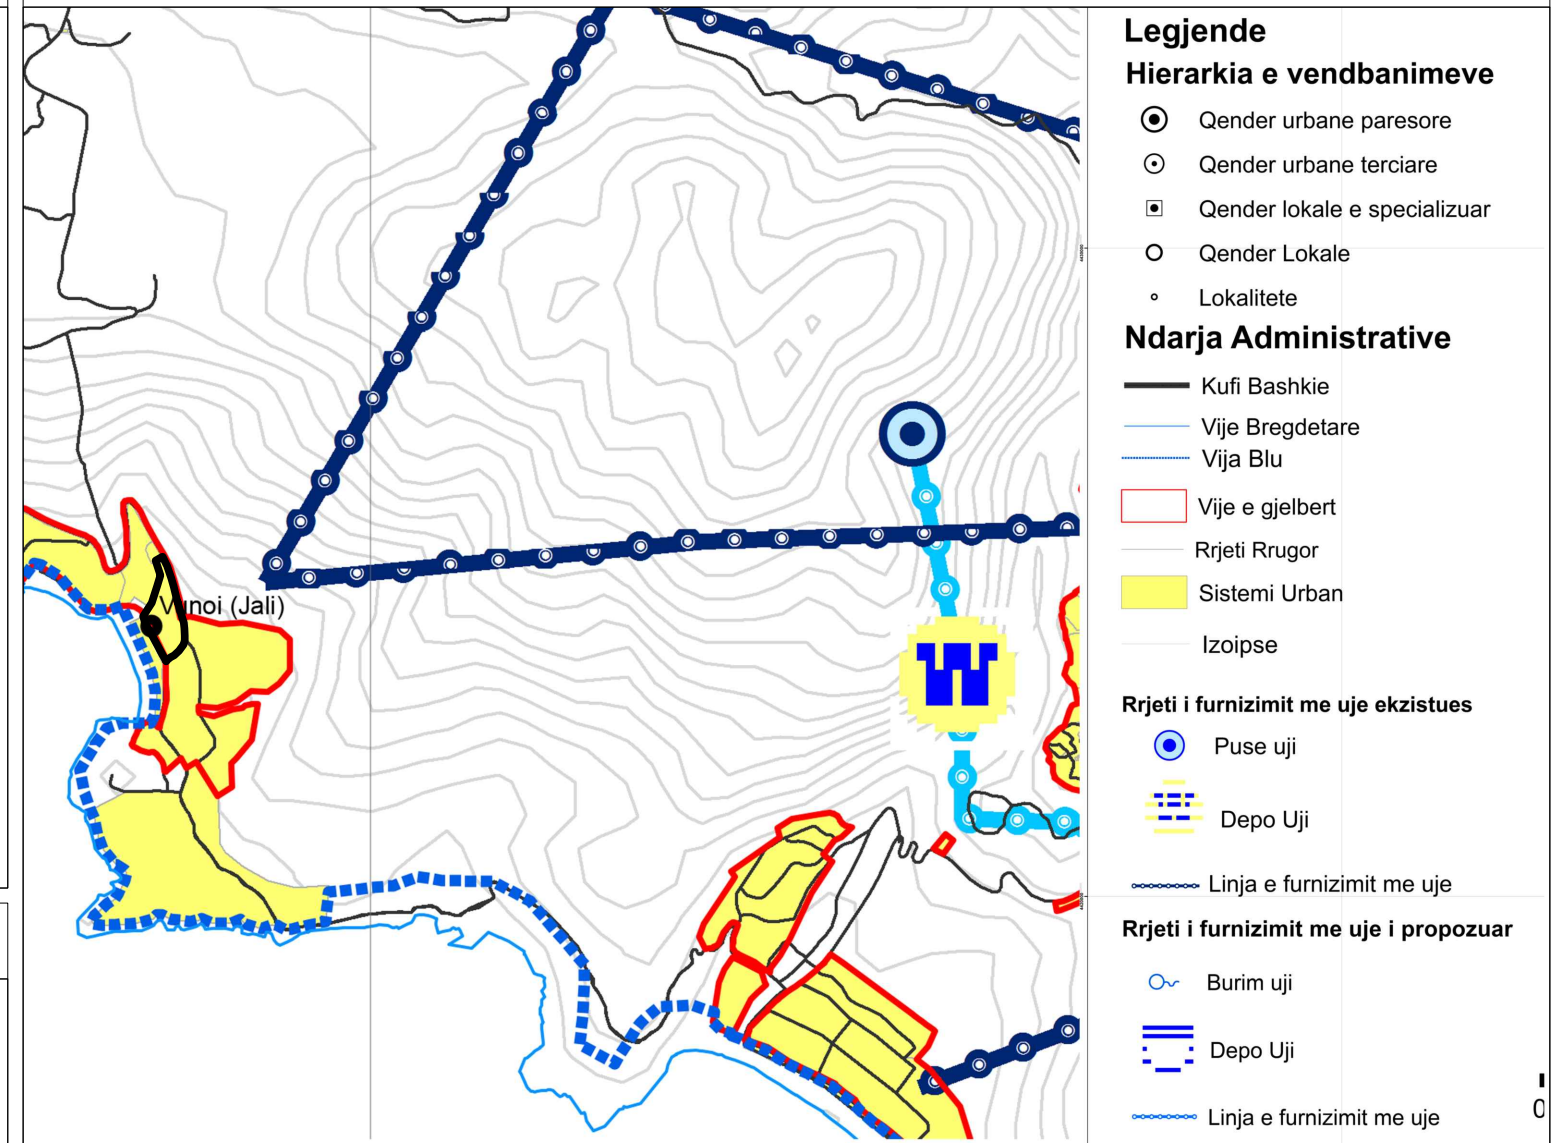 Legjende
Hierarkia e vendbanimeve
Qender urbane paresore
Qender urbane terciare
Qender lokale e specializuar
Qender Lokale
Lokalitete
Ndarja Administrative
Kufi Bashkie
Vije Bregdetare
Vija Blu
Vije e gjelbert
Rrjeti Rrugor
Sistemi Urban
Izoipse
Rrjeti i furnizimit me uje ekzistues
Puse uji
Depo Uji
Linja e furnizimit me uje
Rrjeti i furnizimit me uje i propozuar
Burim uji
Depo Uji
Linja e furnizimit me uje
0
Vunoi (Jali)
W